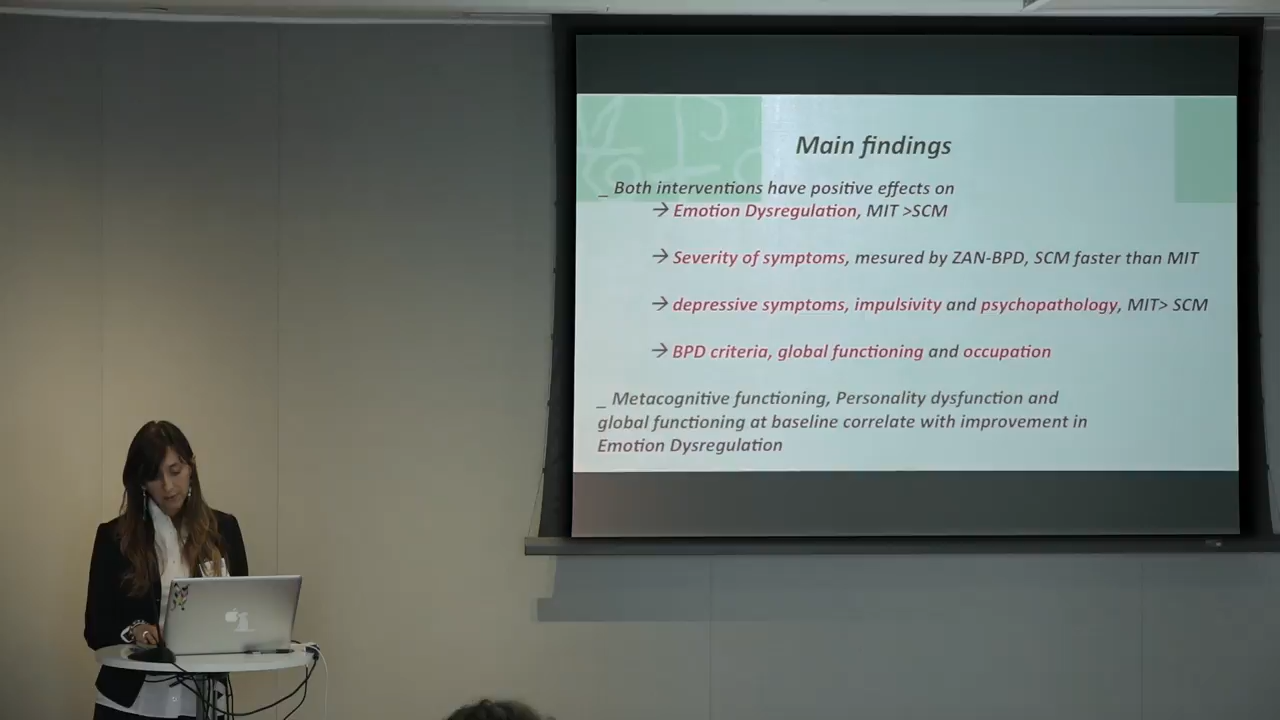 Main findings
_ Both interventions have positive effects on
→ Emotion Dysregulation, MIT >SCM
→ Severity of symptoms, mesured by ZAN-BPD, SCM faster than MIT
→ depressive symptoms, impulsivity and psychopathology, MIT> SCM
→ BPD criteria, global functioning and occupation
_ Metacognitive functioning, Personality dysfunction and
global functioning at baseline correlate with improvement in
Emotion Dysregulation